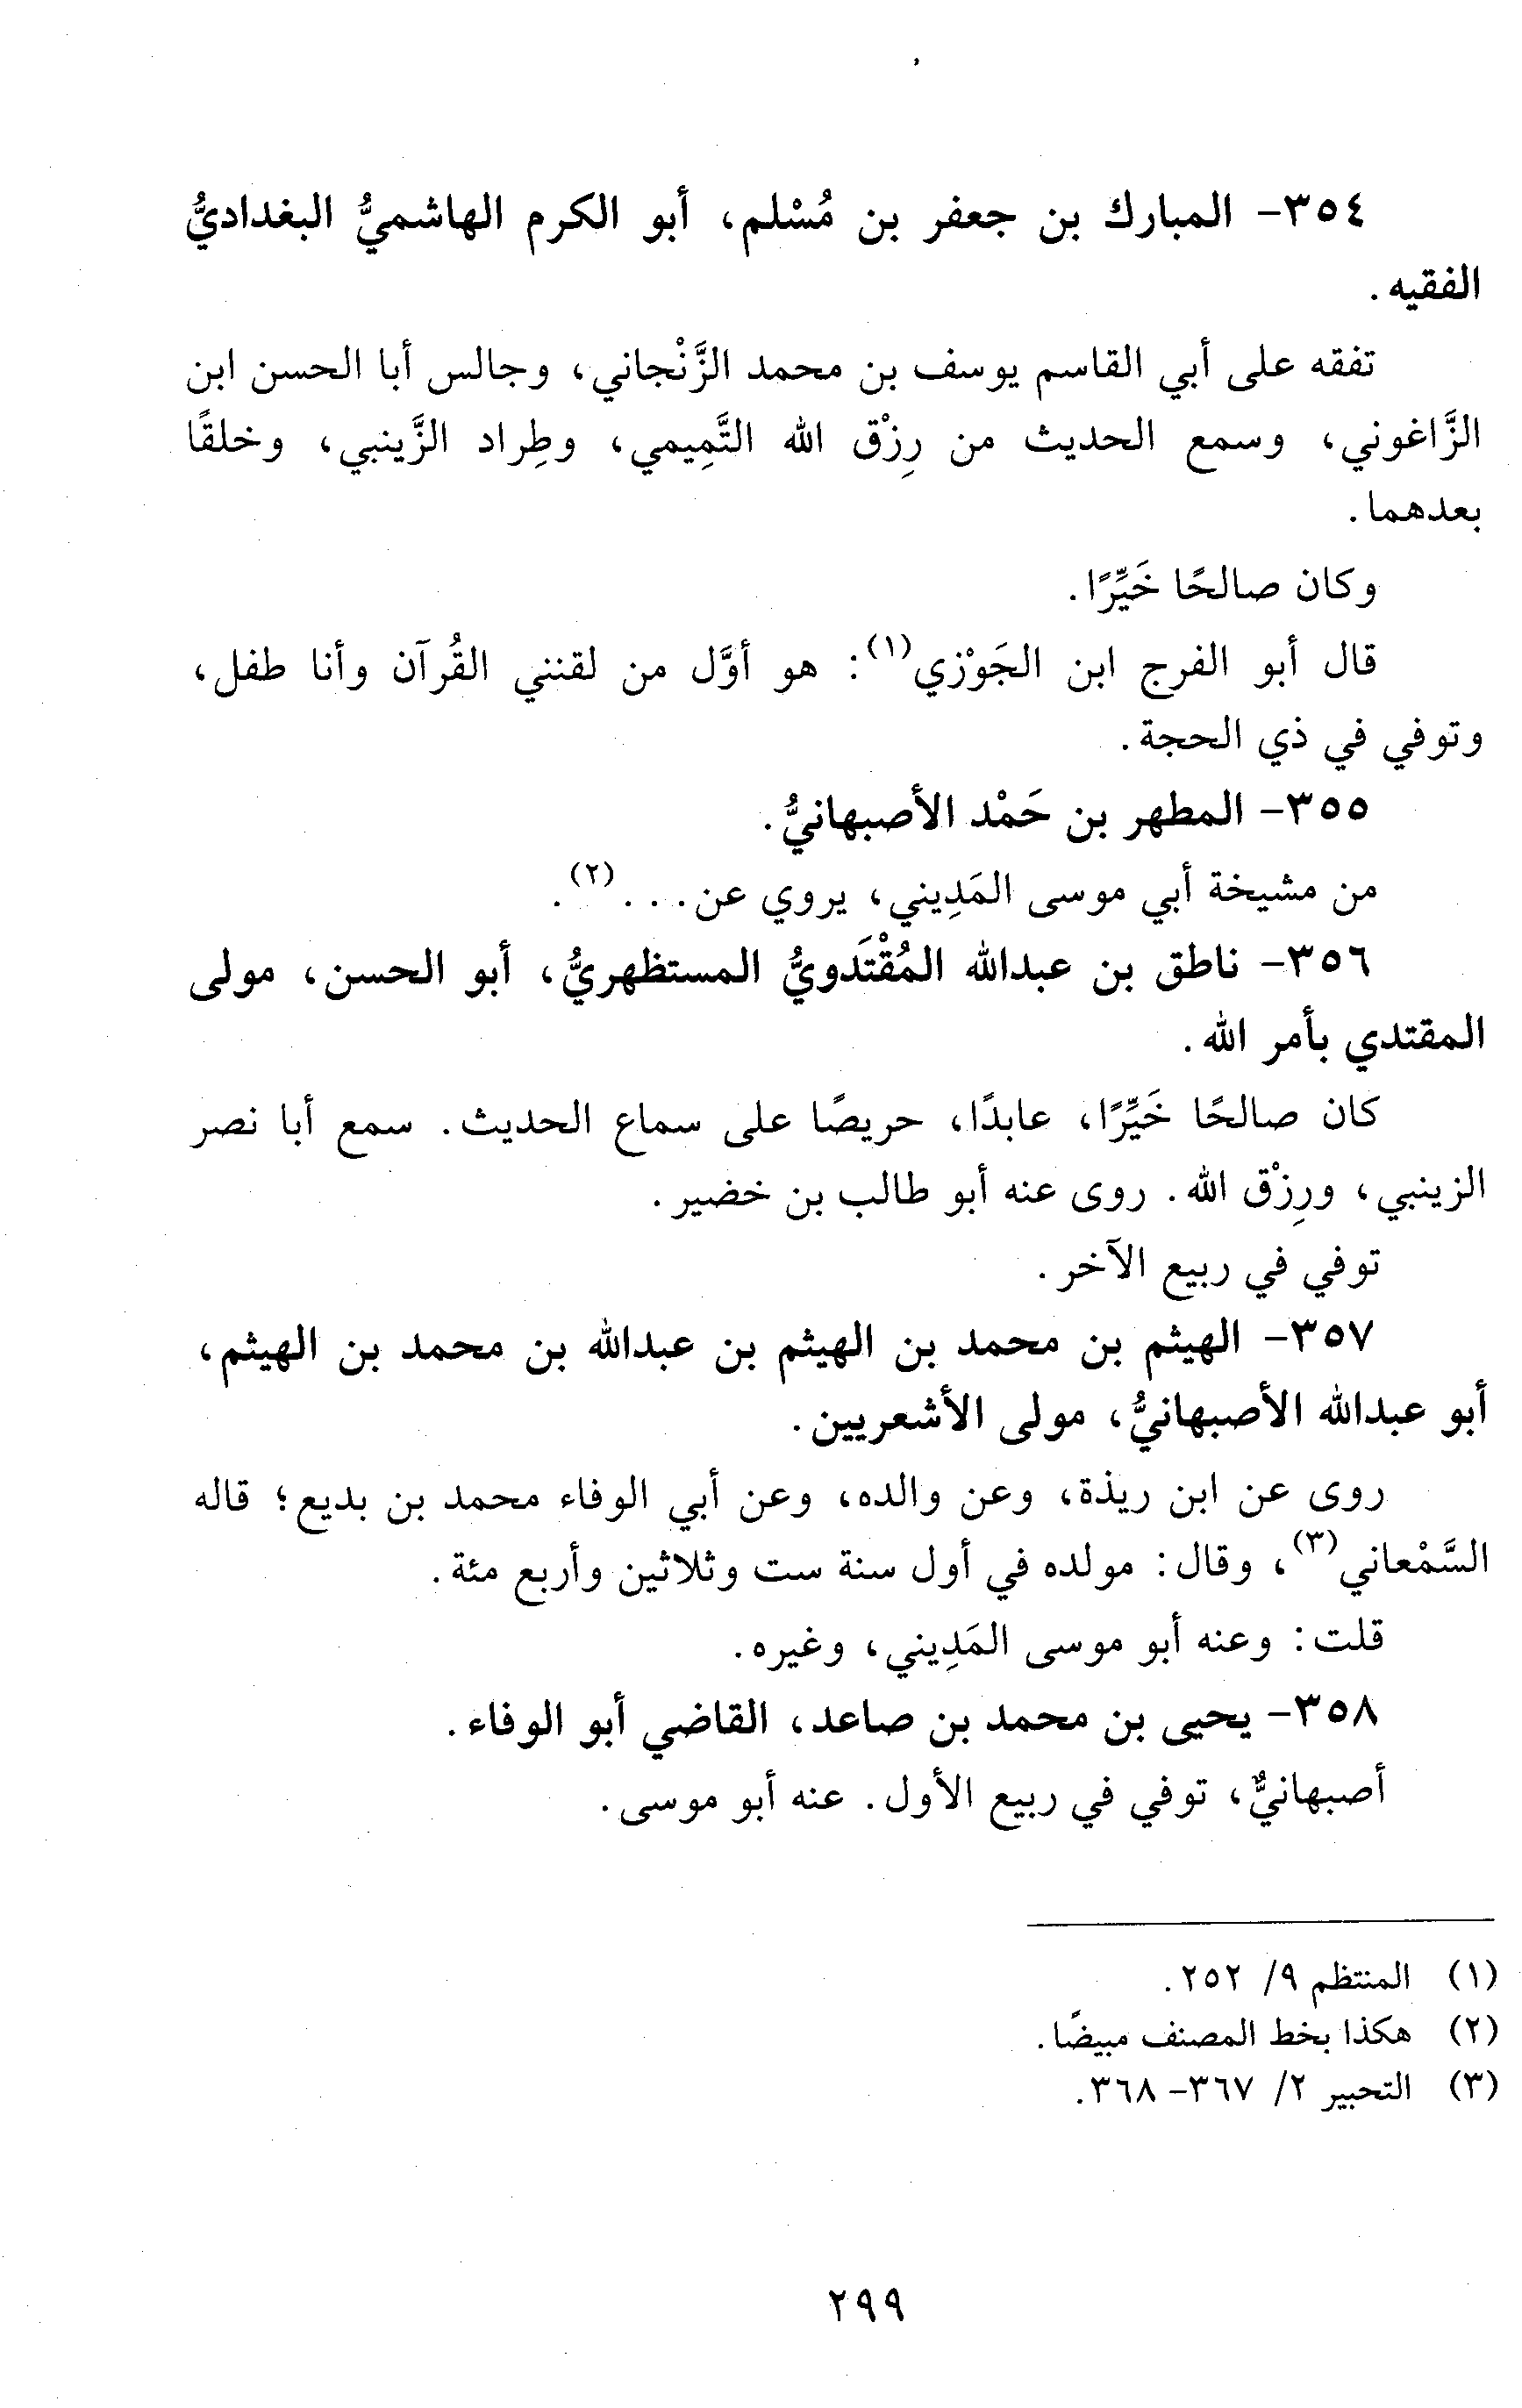 ٣٥٤- المبارك بن جعفر بن مُسْلم، أبو الكرم الهاشميُّ البغداديُّ
الفقيه.
تفقه على أبي القاسم يوسف بن محمد الزَّنْجاني، وجالس أبا الحسن ابن
الزَّاغوني، وسمع الحديث من رِزْق الله التَّمِيمي، وطِراد الزَّينبي، وخلقًا
بعدهما.
وكان صالحًا خَيِّرًا.
قال أبو الفرج ابن الجَوْزي(١): هو أوَّل من لقنني القُرآن وأنا طفل،
وتوفي في ذي الحجة.
٣٥٥- المطهر بن حَمْد الأصبهانيُّ.
من مشيخة أبي موسى المَدِيني، يروي عن...(٢).
٣٥٦- ناطق بن عبدالله المُقْتَدويُّ المستظهريُّ، أبو الحسن، مولى
المقتدي بأمر الله.
كان صالحًا خَيِّرًا، عابدًا، حريصًا على سماع الحديث. سمع أبا نصر
الزينبي، ورِزْق الله. روى عنه أبو طالب بن خضير.
توفي في ربيع الآخر.
٣٥٧- الهيثم بن محمد بن الهيثم بن عبدالله بن محمد بن الهيثم،
أبو عبدالله الأصبهانيُّ، مولى الأشعريين.
روى عن ابن ريذة، وعن والده، وعن أبي الوفاء محمد بن بديع؛ قاله
السَّمْعاني(٣)، وقال: مولده في أول سنة ست وثلاثين وأربع مئة.
قلت: وعنه أبو موسى المَدِيني، وغيره.
٣٥٨- يحيى بن محمد بن صاعد، القاضي أبو الوفاء.
أصبهانيٌّ، توفي في ربيع الأول. عنه أبو موسى.
(١) المنتظم ٩/ ٢٥٢.
(٢) هكذا بخط المصنف مبيضًا.
(٣) التحبير ٢/ ٣٦٧- ٣٦٨.
٢٩٩